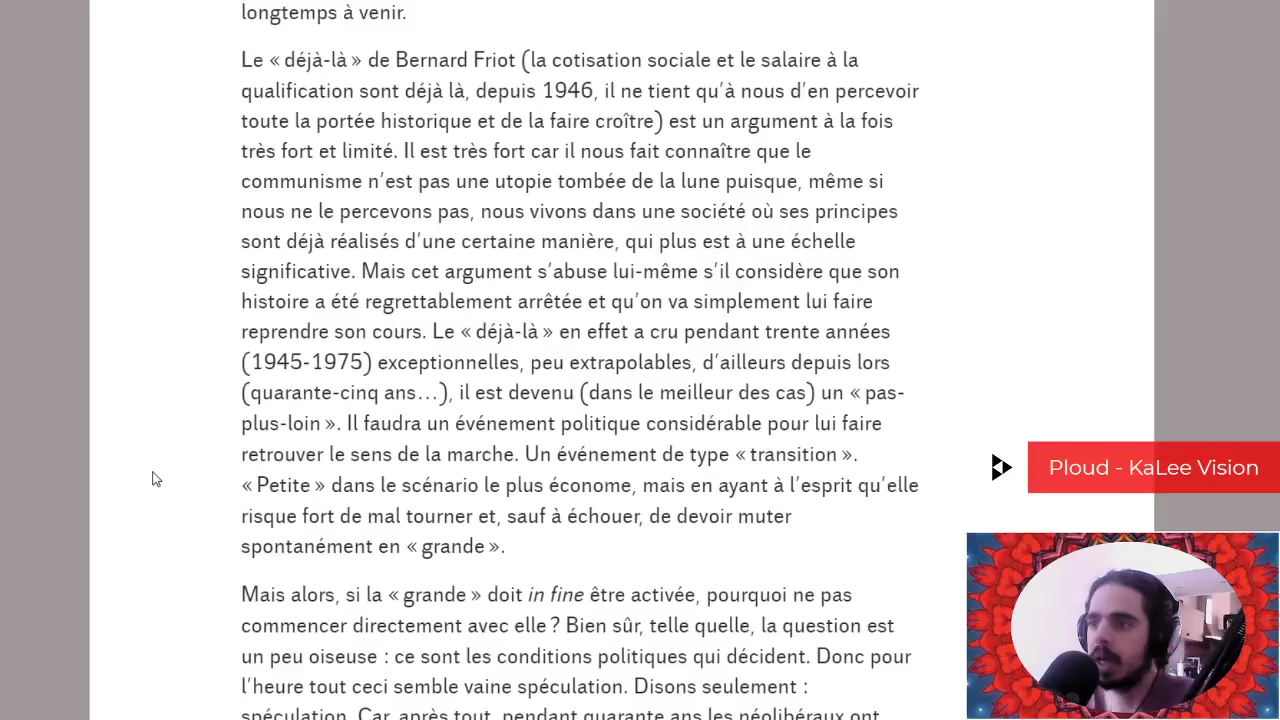 longtemps à venir.
Le « déjà-là » de Bernard Friot (la cotisation sociale et le salaire à la
qualification sont déjà là, depuis 1946, il ne tient qu’à nous d’en percevoir
toute la portée historique et de la faire croître) est un argument à la fois
très fort et limité. Il est très fort car il nous fait connaître que le
communisme n’est pas une utopie tombée de la lune puisque, même si
nous ne le percevons pas, nous vivons dans une société où ses principes
sont déjà réalisés d’une certaine manière, qui plus est à une échelle
significative. Mais cet argument s’abuse lui-même s’il considère que son
histoire a été regrettablement arrêtée et qu’on va simplement lui faire
reprendre son cours. Le « déjà-là » en effet a cru pendant trente années
(1945-1975) exceptionnelles, peu extrapolables, d’ailleurs depuis lors
(quarante-cinq ans…), il est devenu (dans le meilleur des cas) un « pas-
plus-loin ». Il faudra un événement politique considérable pour lui faire
retrouver le sens de la marche. Un événement de type « transition ».
« Petite » dans le scénario le plus économe, mais en ayant à l’esprit qu’elle
risque fort de mal tourner et, sauf à échouer, de devoir muter
spontanément en « grande ».
Mais alors, si la « grande » doit in fine être activée, pourquoi ne pas
commencer directement avec elle ? Bien sûr, telle quelle, la question est
un peu oiseuse : ce sont les conditions politiques qui décident. Donc pour
l’heure tout ceci semble vaine spéculation. Disons seulement :
spéculation. Car, après tout, pendant quarante ans les néolibéraux ont
Ploud - KaLee Vision